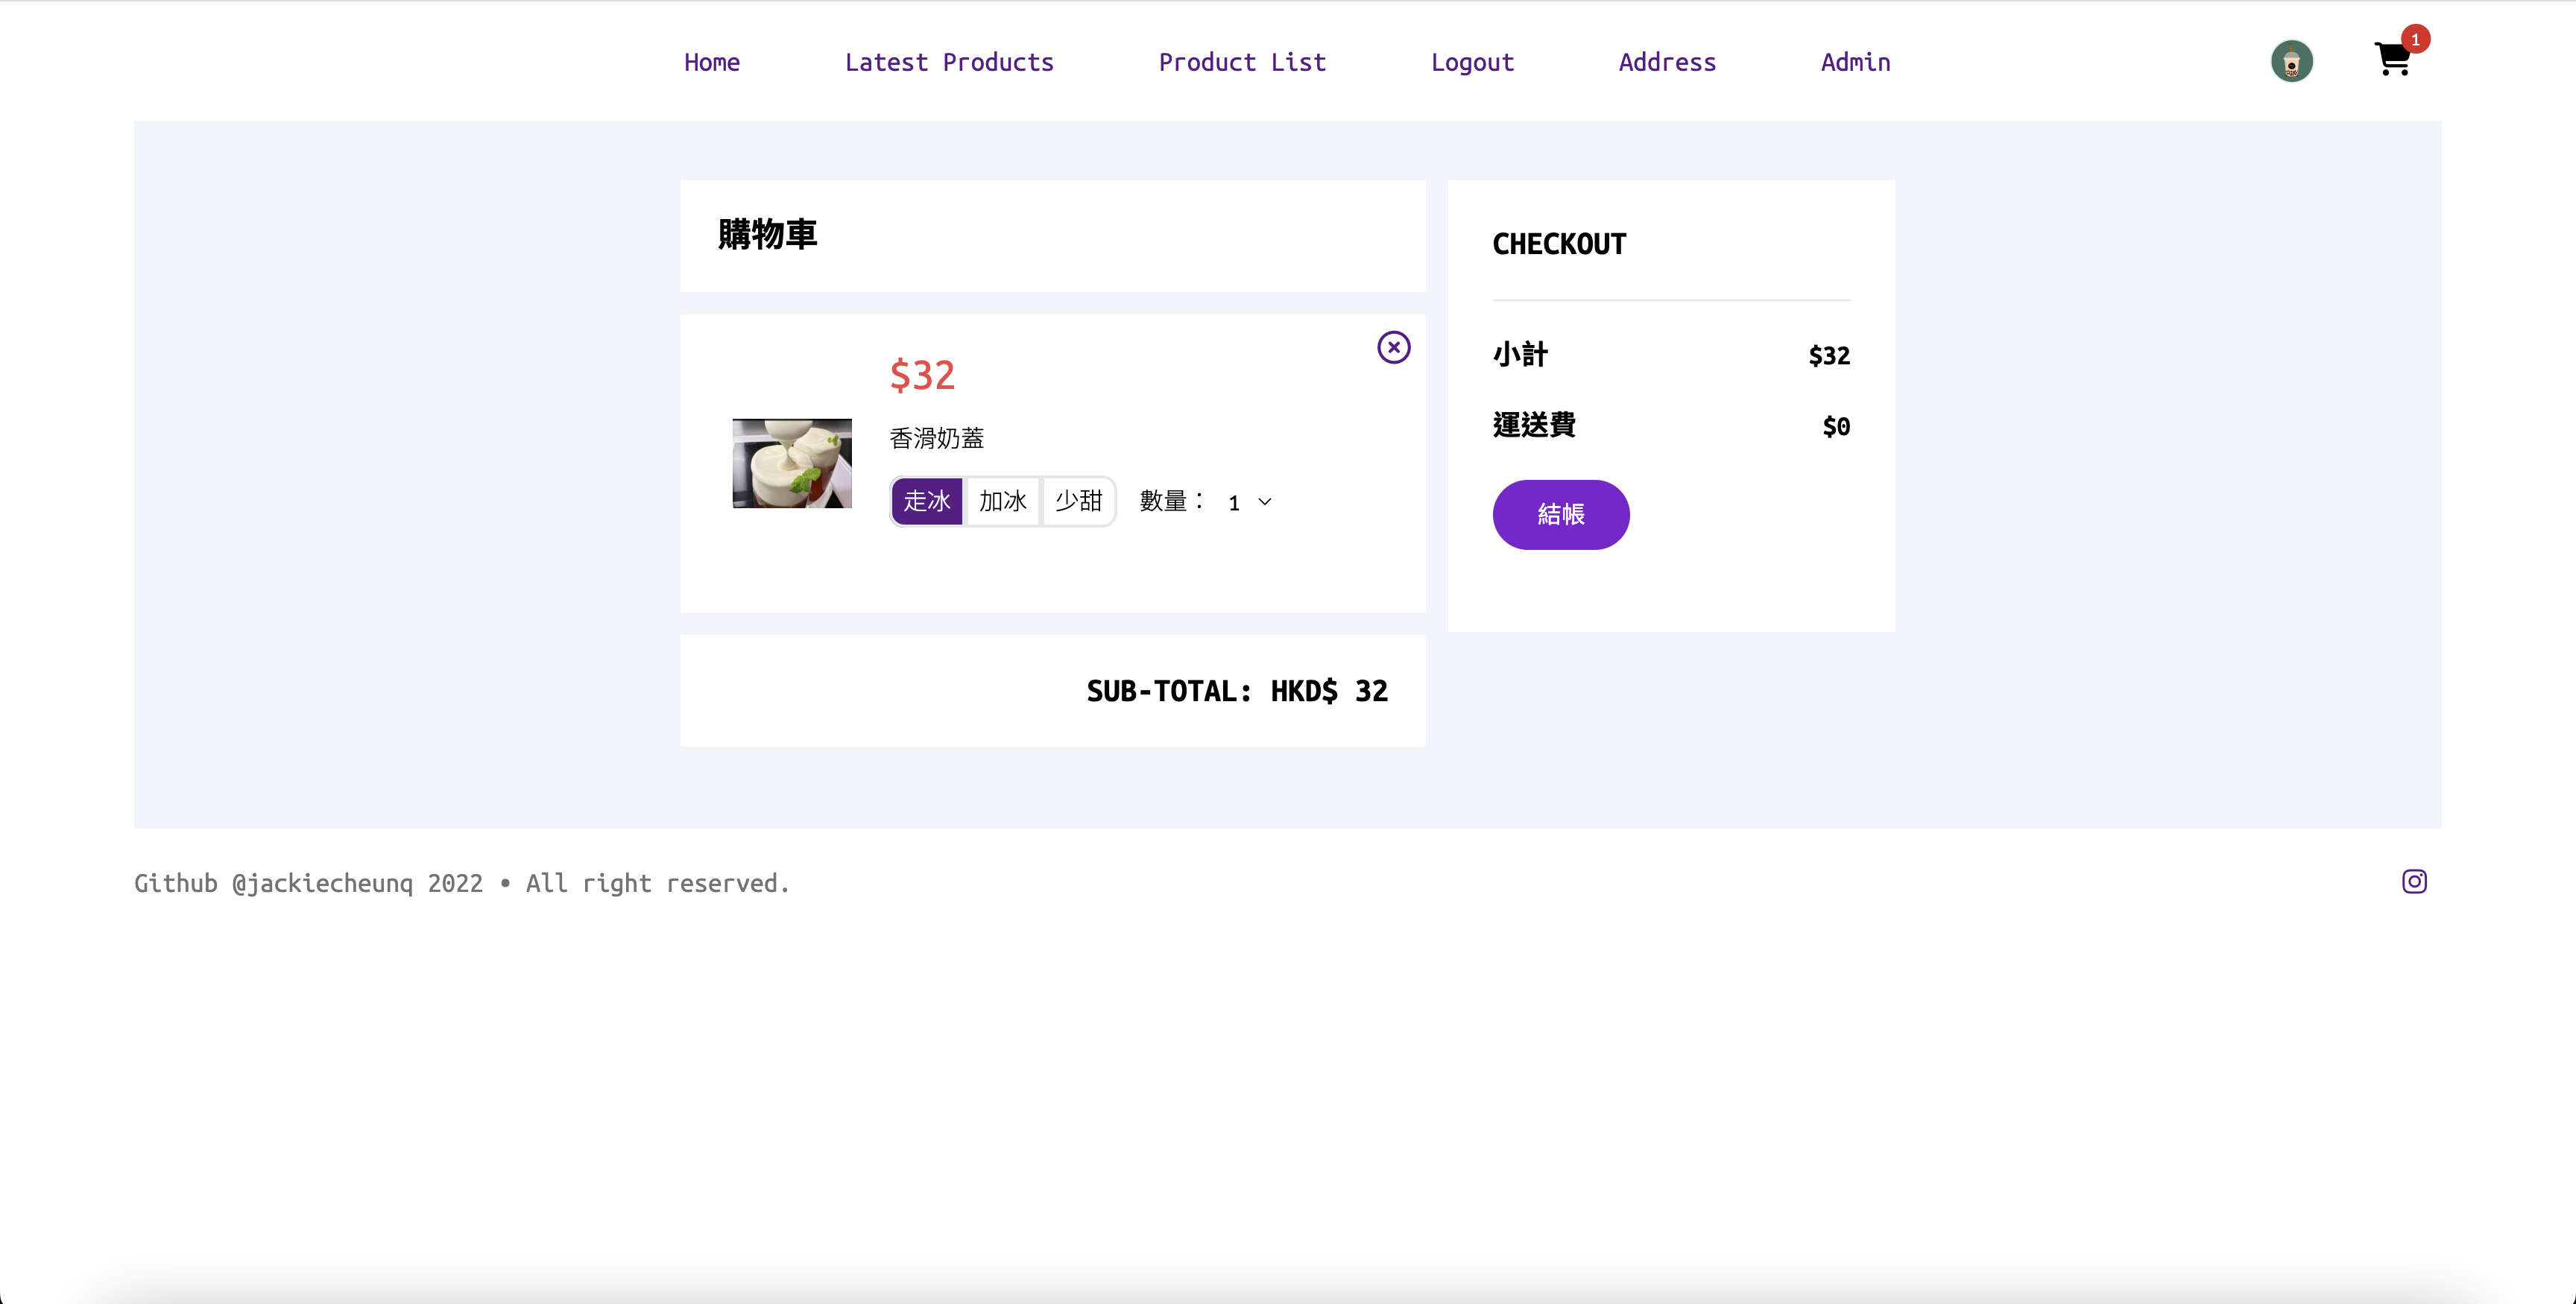 Home Latest Products Product List Logout Address Admin 1
購物車
$32
香滑奶蓋
走冰 加冰 少甜 數量： 1
SUB-TOTAL: HKD$ 32
CHECKOUT
小計 $32
運送費 $0
結帳
Github @jackiecheunq 2022 • All right reserved.